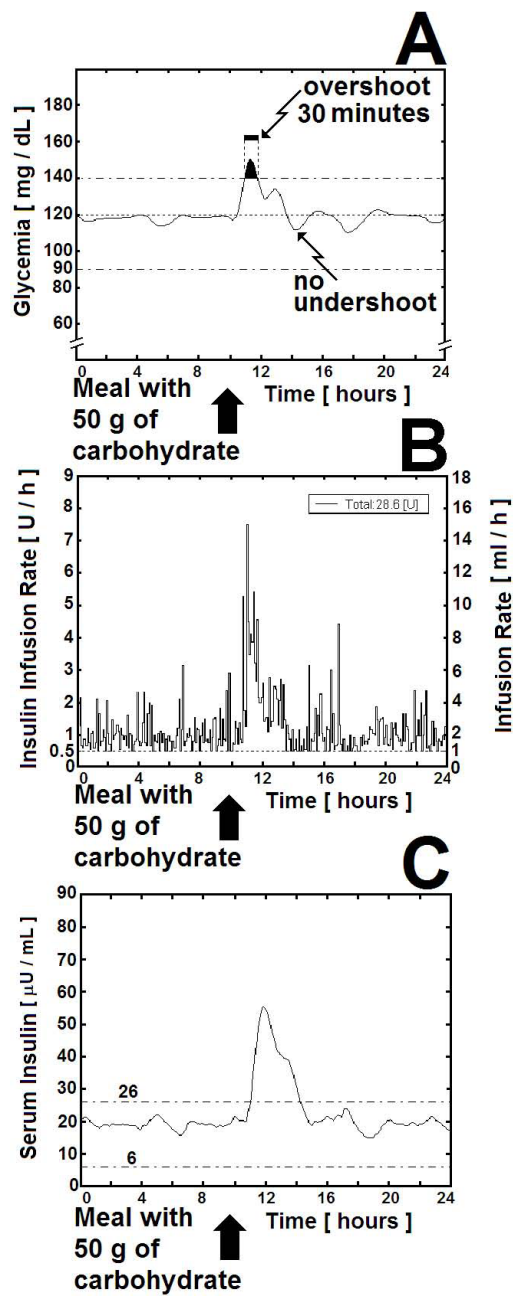 A
overshoot
30 minutes
Glycemia [ mg / dL ]
180
160
140
120
100
90
80
60
no
undershoot
0 4 8 12 16 20 24
Time [ hours ]
Meal with
50 g of
carbohydrate
B
Insulin Infusion Rate [ U / h ]
9
8
7
6
5
4
3
2
1
0.5
0
Total:28.6 [U]
18
16
14
12
10
8
6
4
2
1
0
Infusion Rate [ ml / h ]
0 4 8 12 16 20 24
Time [ hours ]
Meal with
50 g of
carbohydrate
C
Serum Insulin [ μU / mL ]
90
80
70
60
50
40
30
20
10
0
26
6
0 4 8 12 16 20 24
Time [ hours ]
Meal with
50 g of
carbohydrate